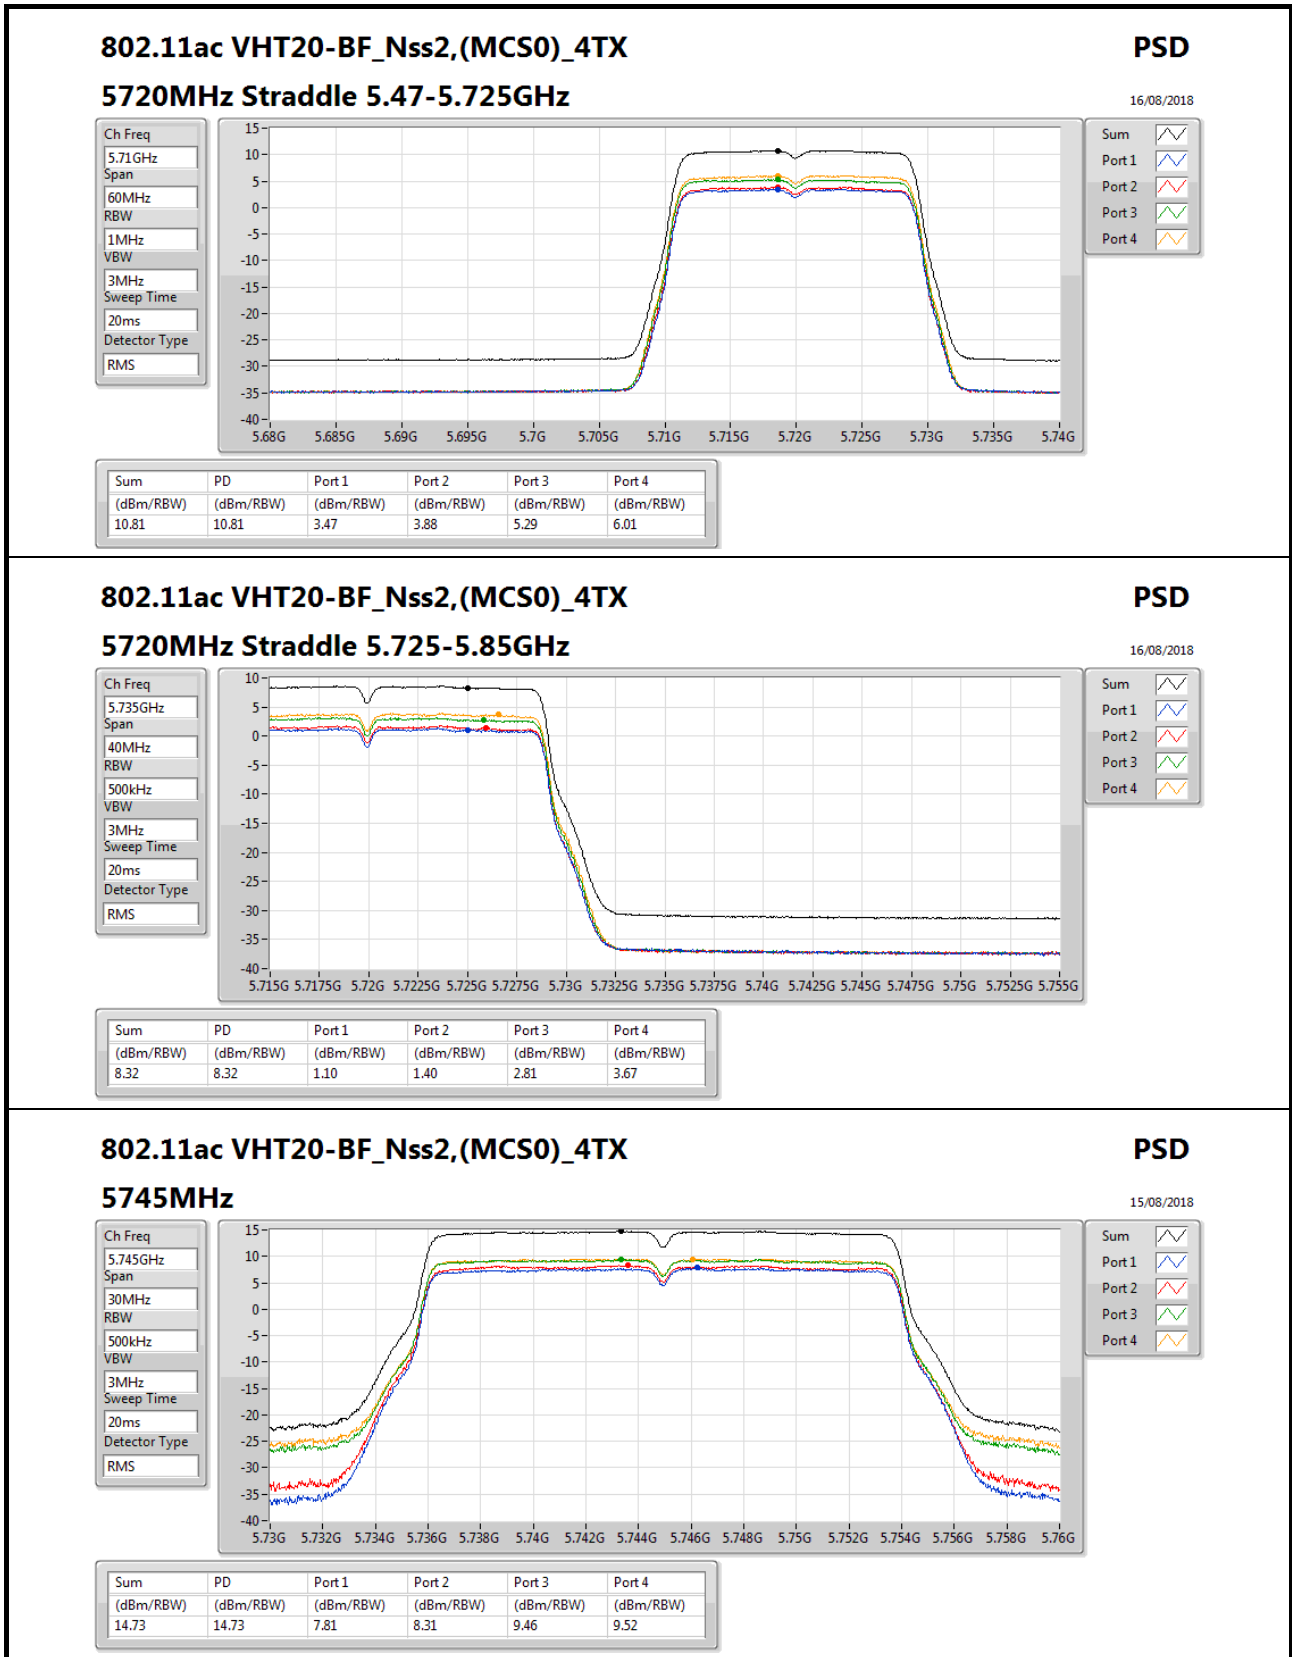 802.11ac VHT20-BF_Nss2,(MCS0)_4TX PSD
5720MHz Straddle 5.47-5.725GHz 16/08/2018
Ch Freq
5.71GHz
Span
60MHz
RBW
1MHz
VBW
3MHz
Sweep Time
20ms
Detector Type
RMS
15
10
5
0
-5
-10
-15
-20
-25
-30
-35
-40
5.68G 5.685G 5.69G 5.695G 5.7G 5.705G 5.71G 5.715G 5.72G 5.725G 5.73G 5.735G 5.74G
Sum
Port 1
Port 2
Port 3
Port 4
Sum PD Port 1 Port 2 Port 3 Port 4
(dBm/RBW) (dBm/RBW) (dBm/RBW) (dBm/RBW) (dBm/RBW) (dBm/RBW)
10.81 10.81 3.47 3.88 5.29 6.01
802.11ac VHT20-BF_Nss2,(MCS0)_4TX PSD
5720MHz Straddle 5.725-5.85GHz 16/08/2018
Ch Freq
5.735GHz
Span
40MHz
RBW
500kHz
VBW
3MHz
Sweep Time
20ms
Detector Type
RMS
10
5
0
-5
-10
-15
-20
-25
-30
-35
-40
5.715G 5.7175G 5.72G 5.7225G 5.725G 5.7275G 5.73G 5.7325G 5.735G 5.7375G 5.74G 5.7425G 5.745G 5.7475G 5.75G 5.7525G 5.755G
Sum
Port 1
Port 2
Port 3
Port 4
Sum PD Port 1 Port 2 Port 3 Port 4
(dBm/RBW) (dBm/RBW) (dBm/RBW) (dBm/RBW) (dBm/RBW) (dBm/RBW)
8.32 8.32 1.10 1.40 2.81 3.67
802.11ac VHT20-BF_Nss2,(MCS0)_4TX PSD
5745MHz 15/08/2018
Ch Freq
5.745GHz
Span
30MHz
RBW
500kHz
VBW
3MHz
Sweep Time
20ms
Detector Type
RMS
15
10
5
0
-5
-10
-15
-20
-25
-30
-35
-40
5.73G 5.732G 5.734G 5.736G 5.738G 5.74G 5.742G 5.744G 5.746G 5.748G 5.75G 5.752G 5.754G 5.756G 5.758G 5.76G
Sum
Port 1
Port 2
Port 3
Port 4
Sum PD Port 1 Port 2 Port 3 Port 4
(dBm/RBW) (dBm/RBW) (dBm/RBW) (dBm/RBW) (dBm/RBW) (dBm/RBW)
14.73 14.73 7.81 8.31 9.46 9.52